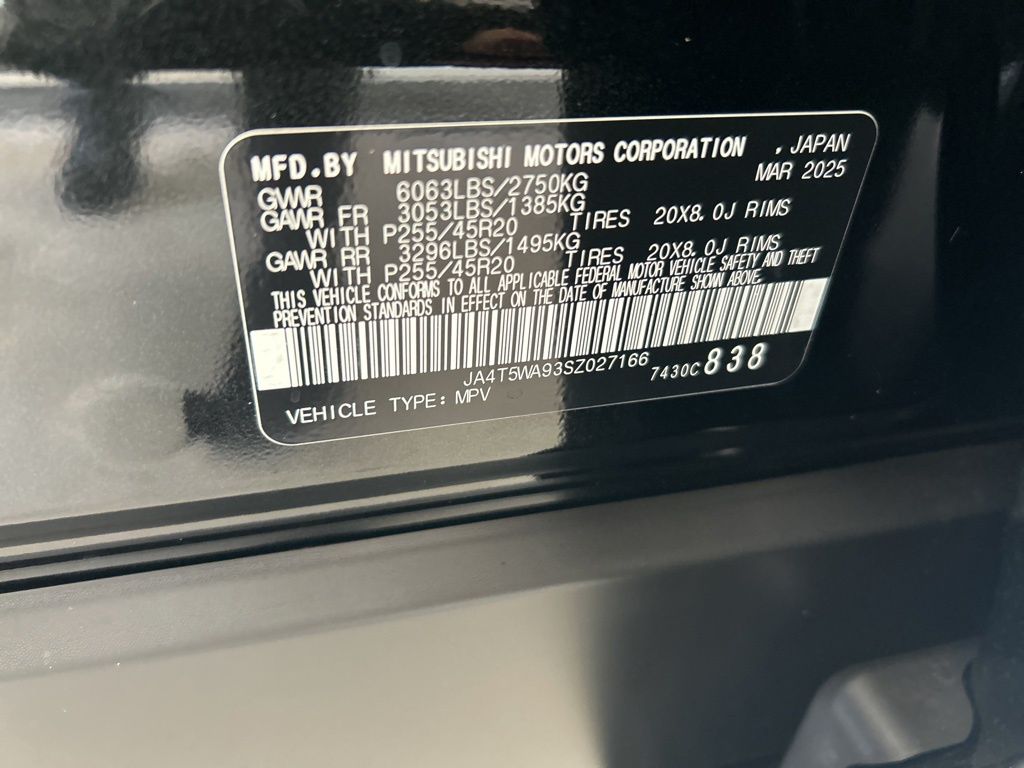 MFD.BY MITSUBISHI MOTORS CORPORATION , JAPAN
MAR 2025
GVWR 6063LBS/2750KG
GAWR FR 3053LBS/1385KG
WITH P255/45R20 TIRES 20X8.0J RIMS
GAWR RR 3296LBS/1495KG
WITH P255/45R20 TIRES 20X8.0J RIMS
THIS VEHICLE CONFORMS TO ALL APPLICABLE FEDERAL MOTOR VEHICLE SAFETY AND THEFT
PREVENTION STANDARDS IN EFFECT ON THE DATE OF MANUFACTURE SHOWN ABOVE.
JA4T5WA93SZ027166 7430C 838
VEHICLE TYPE: MPV